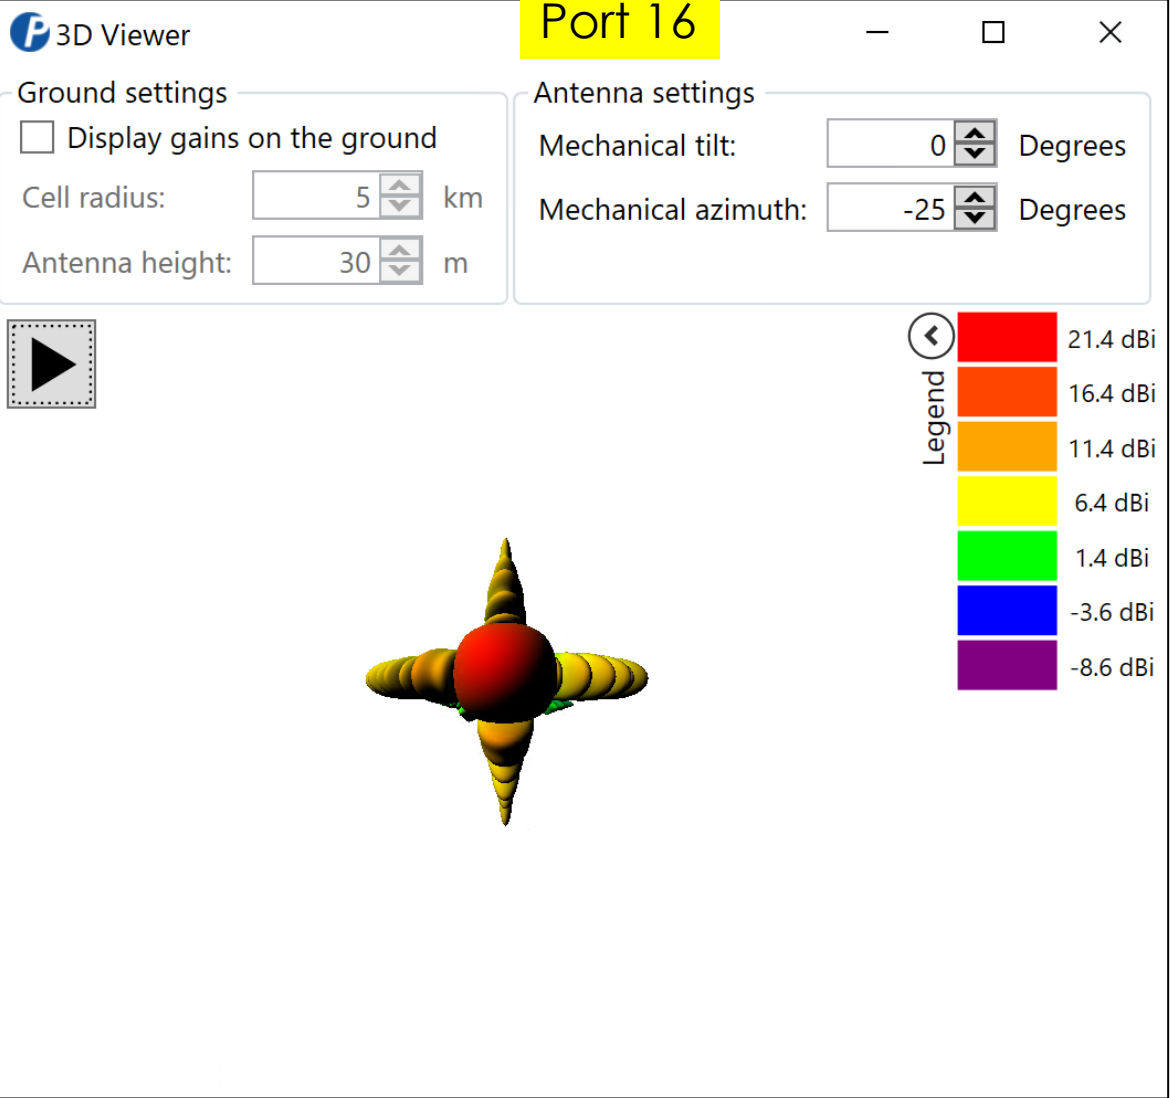 Port 16
3D Viewer
Ground settings
Display gains on the ground
Cell radius: 5 km
Antenna height: 30 m
Antenna settings
Mechanical tilt: 0 Degrees
Mechanical azimuth: -25 Degrees
Legend
21.4 dBi
16.4 dBi
11.4 dBi
6.4 dBi
1.4 dBi
-3.6 dBi
-8.6 dBi